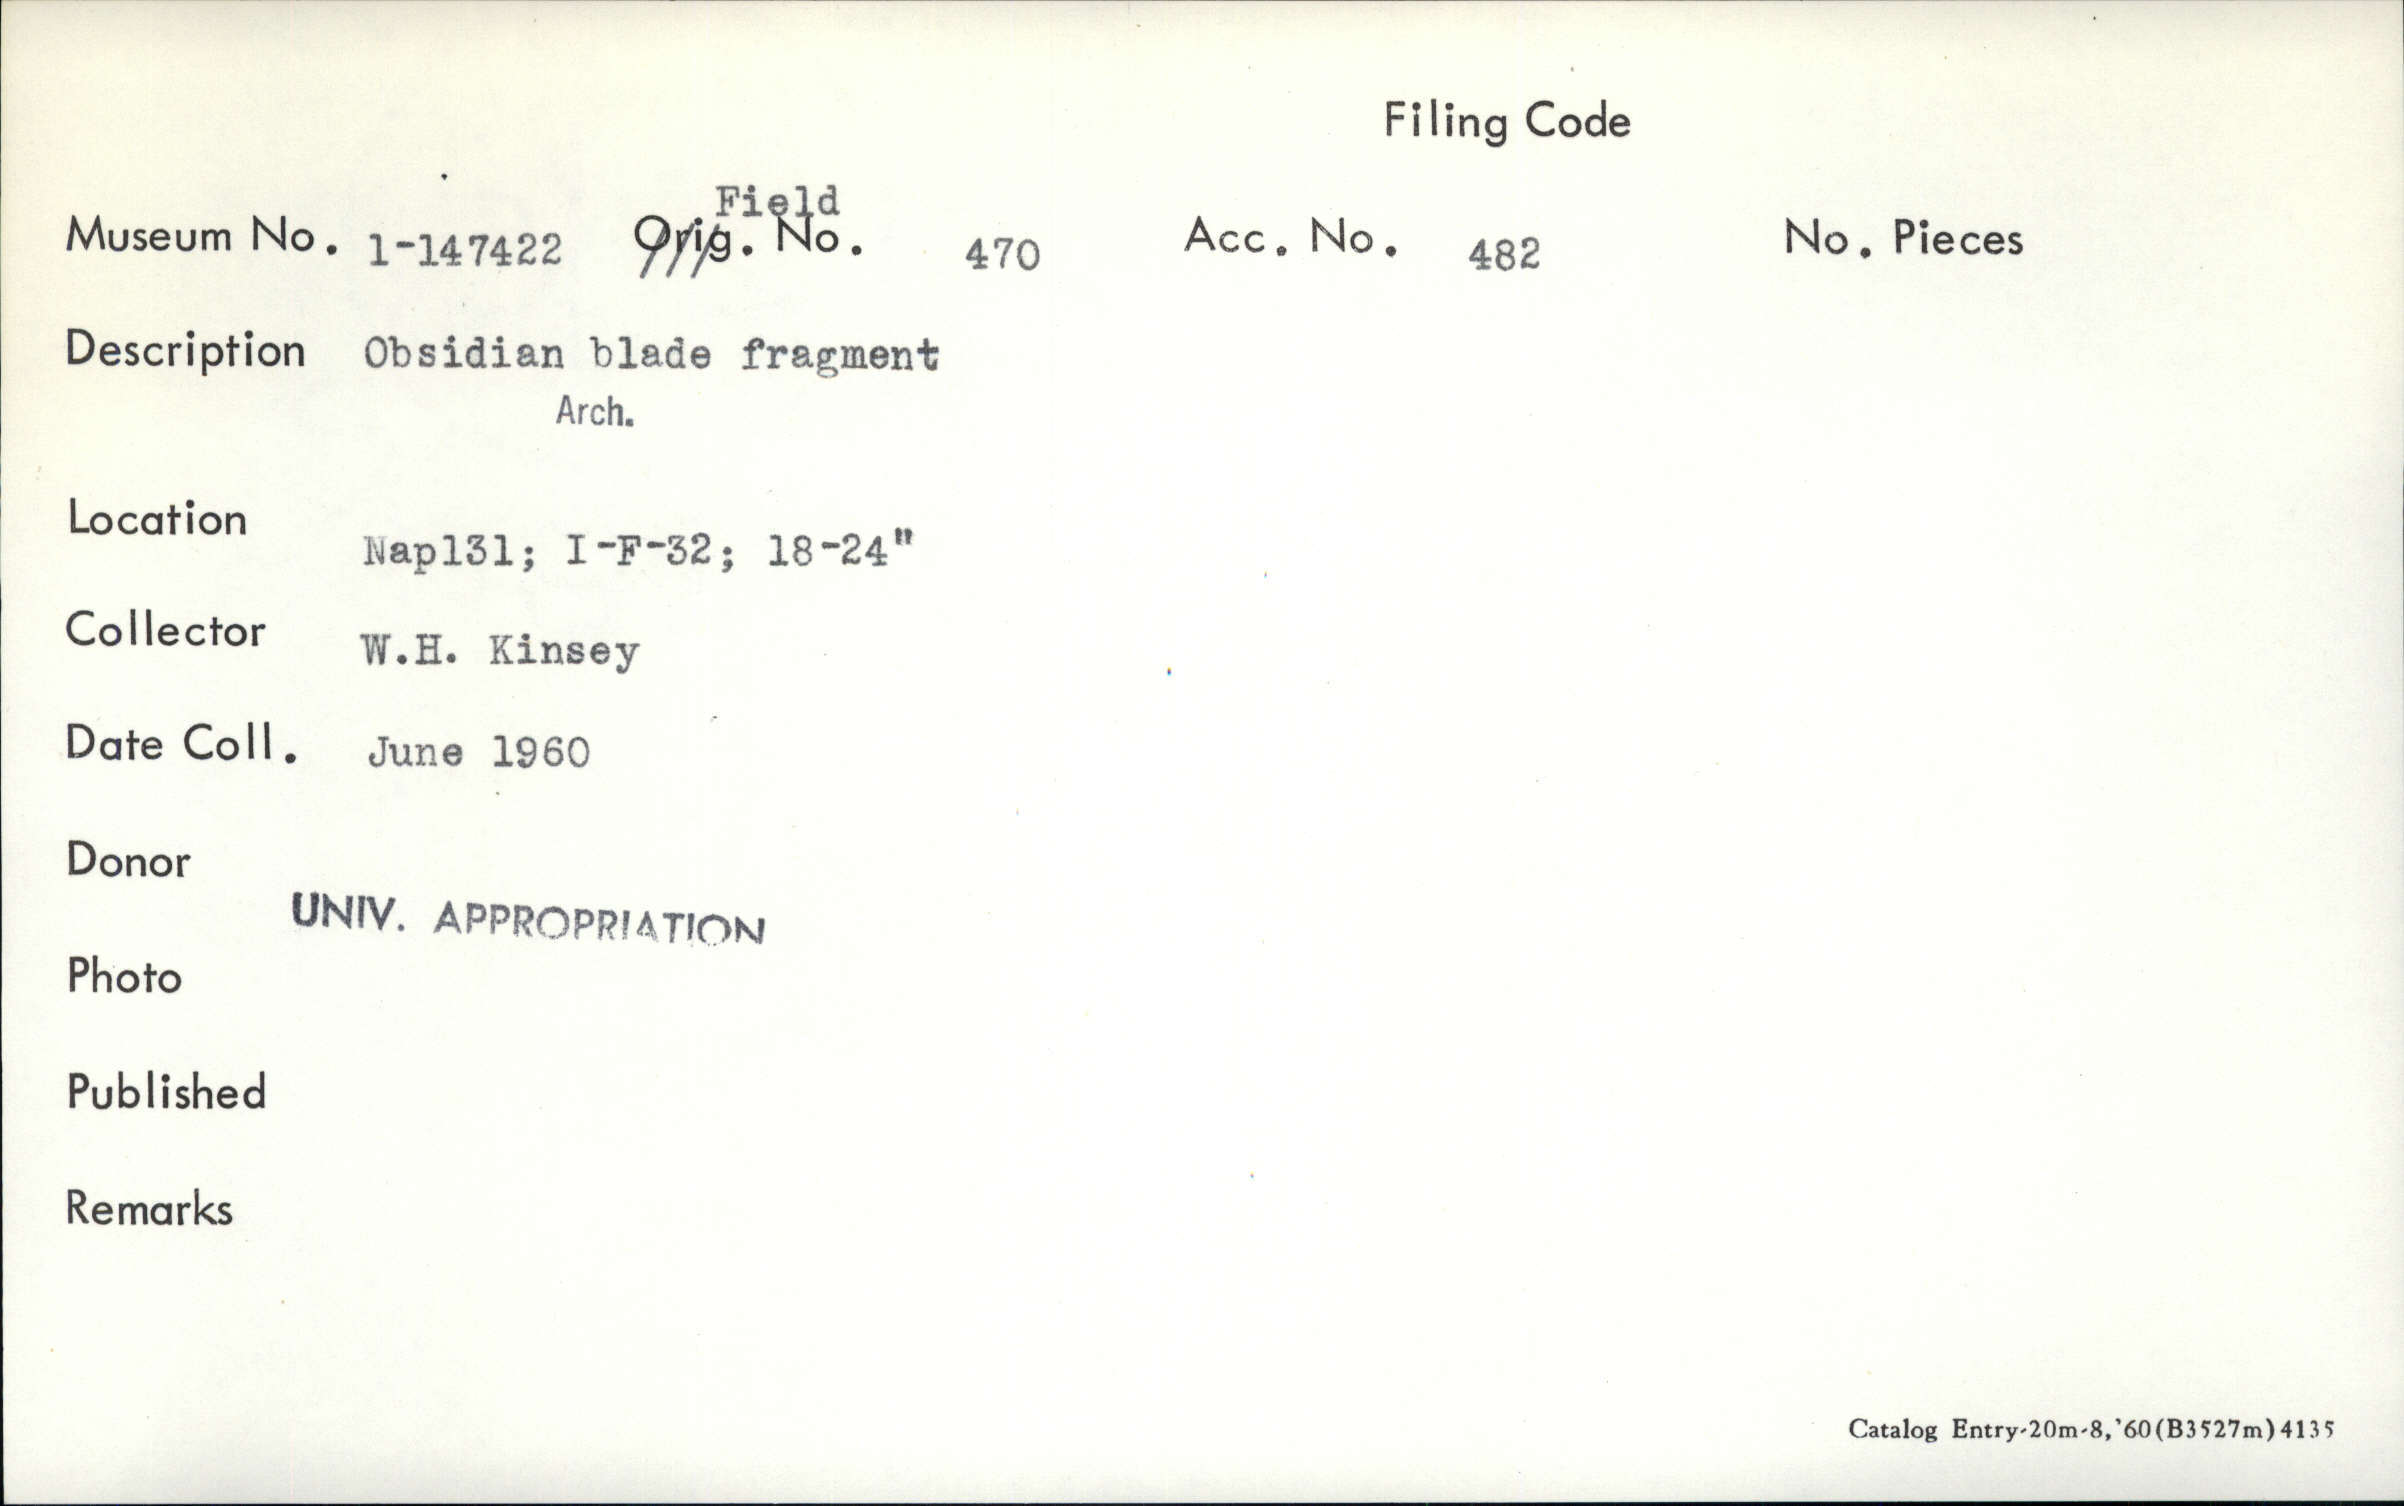 Filing Code
Field
Museum No. 1-147422 Orig. No. 470 Acc. No. 482 No. Pieces
Description Obsidian blade fragment
Arch.
Location
Nap131; I-F-32; 18-24"
Collector W.H. Kinsey
Date Coll. June 1960
Donor
UNIV. APPROPRIATION
Photo
Published
Remarks
Catalog Entry-20m-8,'60(B3527m)4135